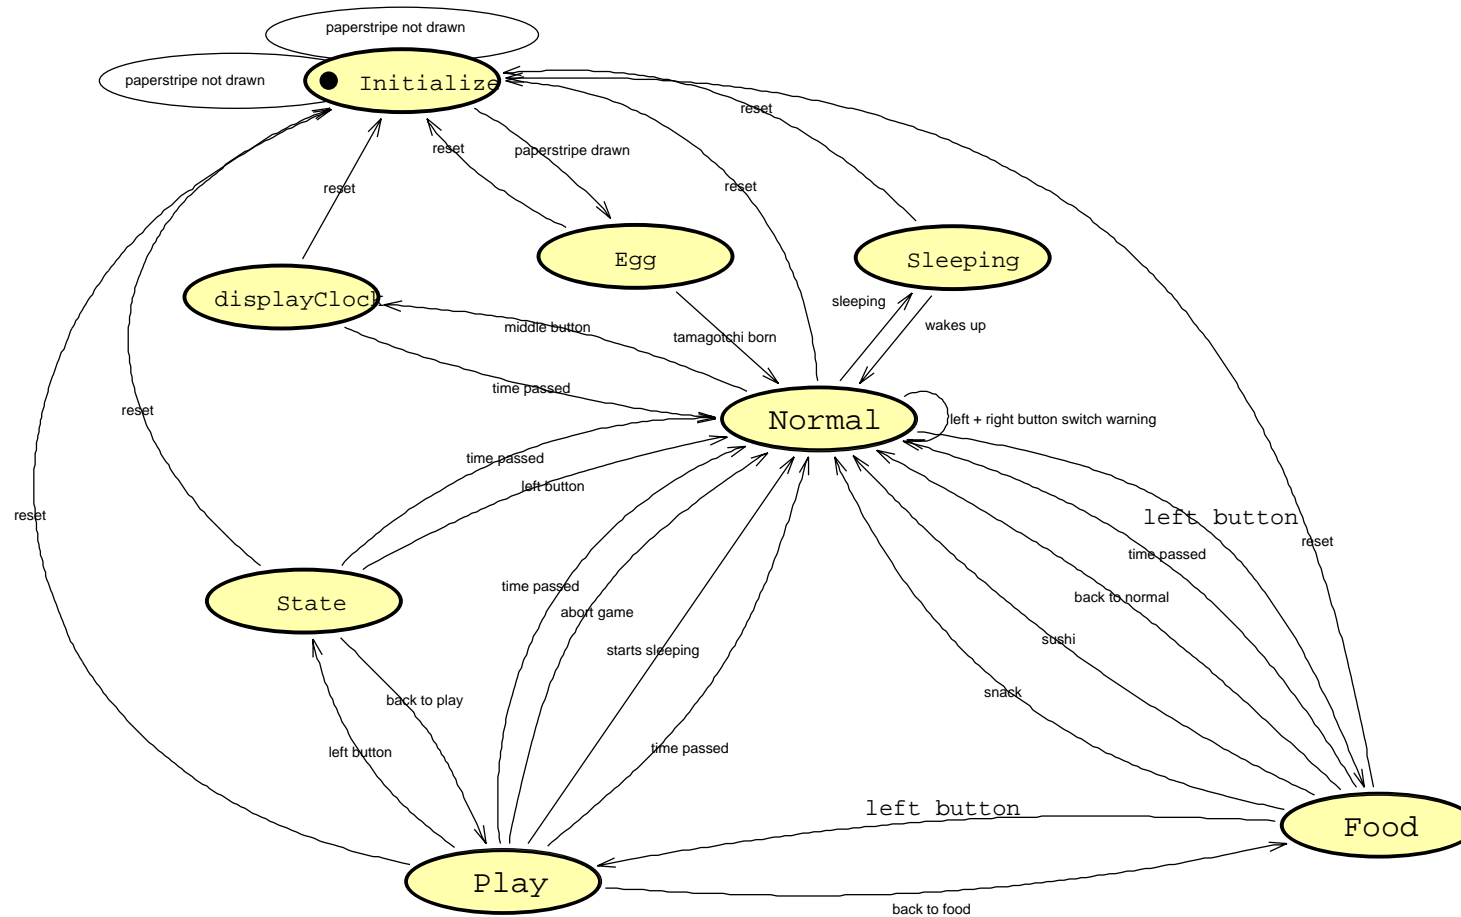 paperstripe not drawn
paperstripe not drawn
Initialize
reset
reset
paperstripe drawn
reset
reset
Egg
Sleeping
displayClock
sleeping
middle button
wakes up
tamagotchi born
time passed
reset
Normal
left + right button switch warning
time passed
left button
reset
left button
reset
time passed
time passed
abort game
back to normal
State
sushi
starts sleeping
snack
back to play
left button
time passed
left button
Food
Play
back to food